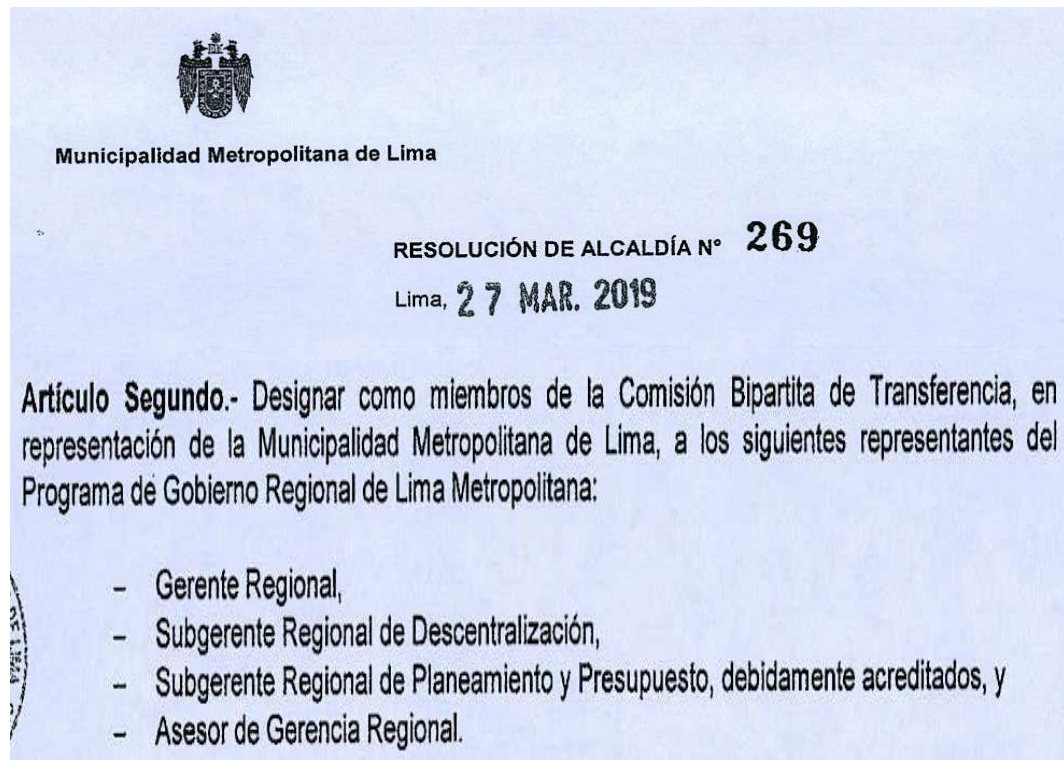 Municipalidad Metropolitana de Lima
RESOLUCIÓN DE ALCALDÍA N° 269
Lima, 27 MAR. 2019
Artículo Segundo.- Designar como miembros de la Comisión Bipartita de Transferencia, en
representación de la Municipalidad Metropolitana de Lima, a los siguientes representantes del
Programa de Gobierno Regional de Lima Metropolitana:
– Gerente Regional,
– Subgerente Regional de Descentralización,
– Subgerente Regional de Planeamiento y Presupuesto, debidamente acreditados, y
– Asesor de Gerencia Regional.